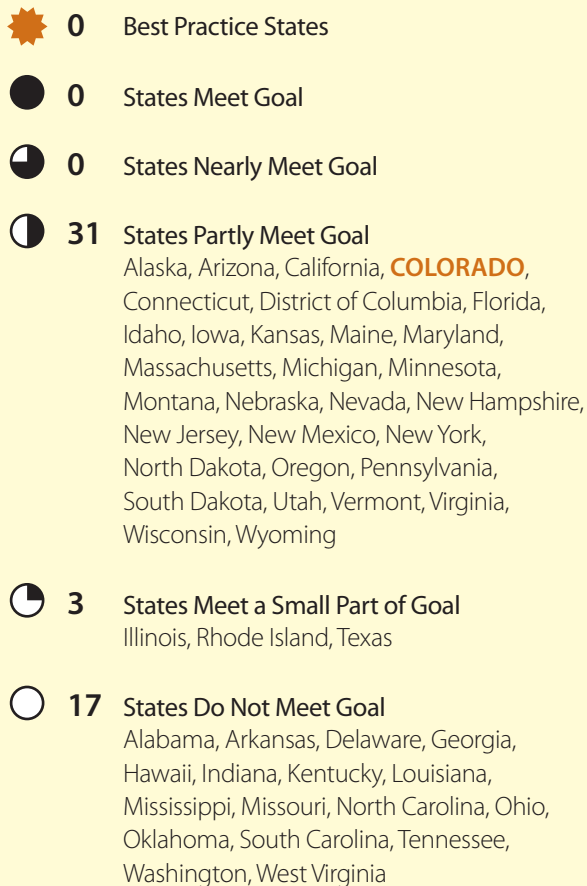 0 Best Practice States
0 States Meet Goal
0 States Nearly Meet Goal
31 States Partly Meet Goal
Alaska, Arizona, California, COLORADO,
Connecticut, District of Columbia, Florida,
Idaho, Iowa, Kansas, Maine, Maryland,
Massachusetts, Michigan, Minnesota,
Montana, Nebraska, Nevada, New Hampshire,
New Jersey, New Mexico, New York,
North Dakota, Oregon, Pennsylvania,
South Dakota, Utah, Vermont, Virginia,
Wisconsin, Wyoming
3 States Meet a Small Part of Goal
Illinois, Rhode Island, Texas
17 States Do Not Meet Goal
Alabama, Arkansas, Delaware, Georgia,
Hawaii, Indiana, Kentucky, Louisiana,
Mississippi, Missouri, North Carolina, Ohio,
Oklahoma, South Carolina, Tennessee,
Washington, West Virginia